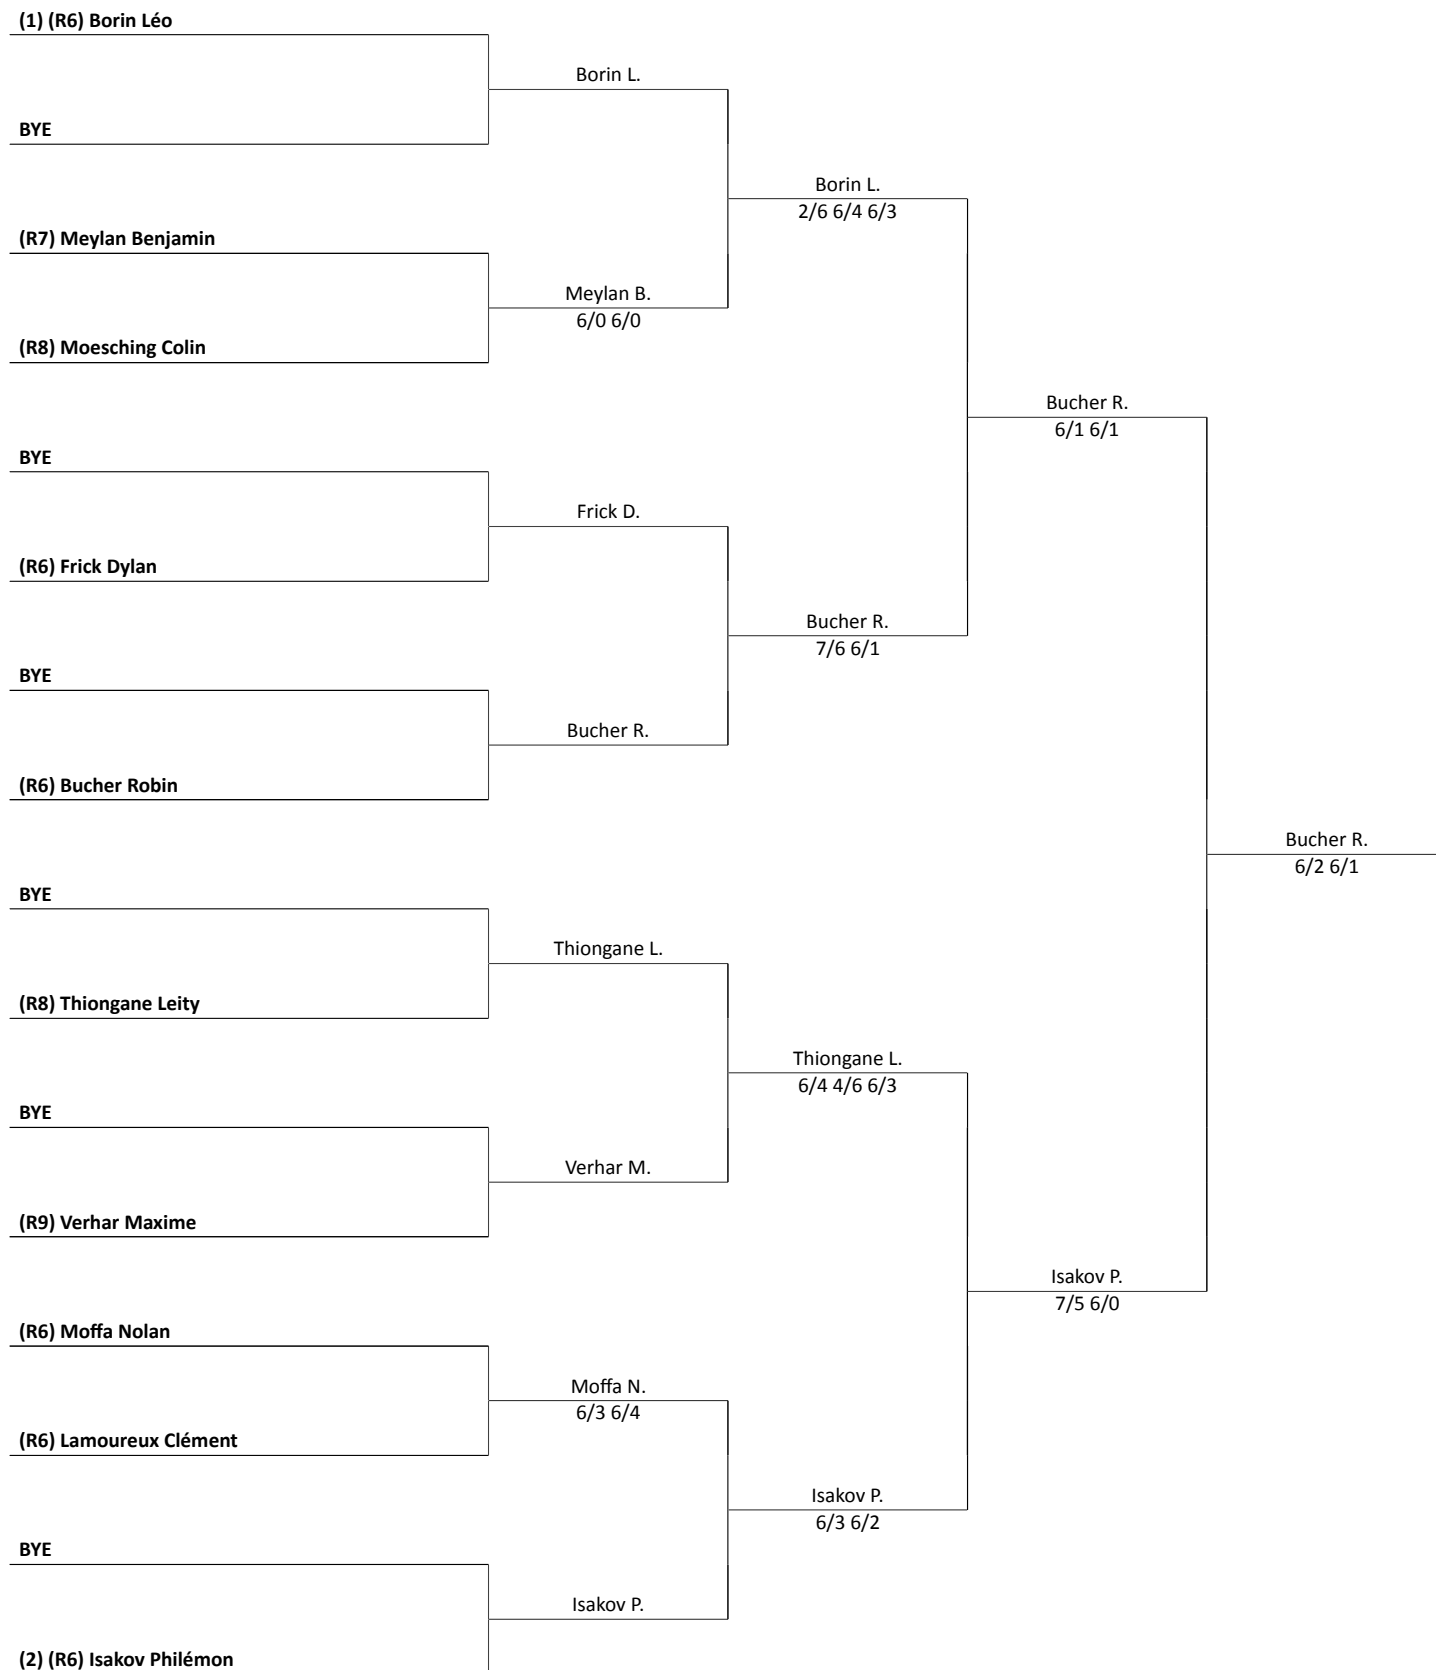 (1) (R6) Borin Léo
BYE
(R7) Meylan Benjamin
(R8) Moesching Colin
BYE
(R6) Frick Dylan
BYE
(R6) Bucher Robin
BYE
(R8) Thiongane Leity
BYE
(R9) Verhar Maxime
(R6) Moffa Nolan
(R6) Lamoureux Clément
BYE
(2) (R6) Isakov Philémon
Borin L.
Meylan B.
6/0 6/0
Frick D.
Bucher R.
Thiongane L.
Verhar M.
Moffa N.
6/3 6/4
Isakov P.
Borin L.
2/6 6/4 6/3
Bucher R.
7/6 6/1
Thiongane L.
6/4 4/6 6/3
Isakov P.
6/3 6/2
Bucher R.
6/1 6/1
Isakov P.
7/5 6/0
Bucher R.
6/2 6/1